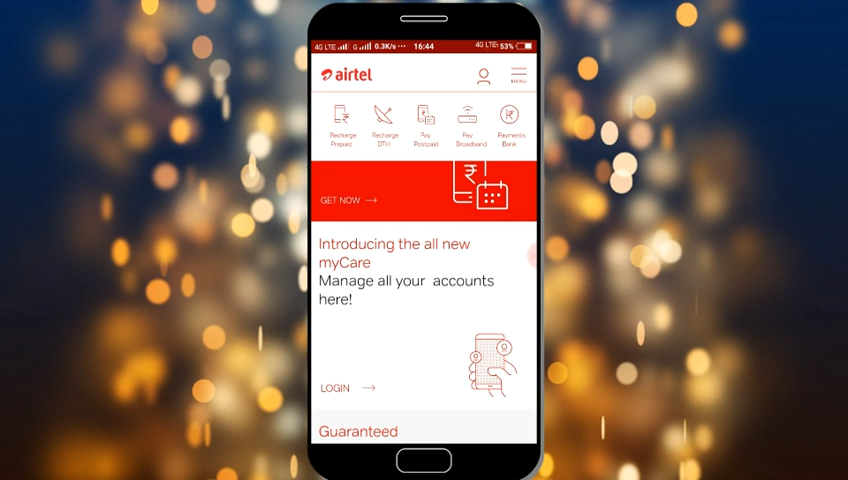 4G LTE G 0.3K/s ••• 16:44 4G LTE 53%
airtel MENU
Recharge Recharge Pay Pay Payments
Prepaid DTH Postpaid Broadband Bank
GET NOW →
Introducing the all new
myCare
Manage all your accounts
here!
LOGIN →
Guaranteed